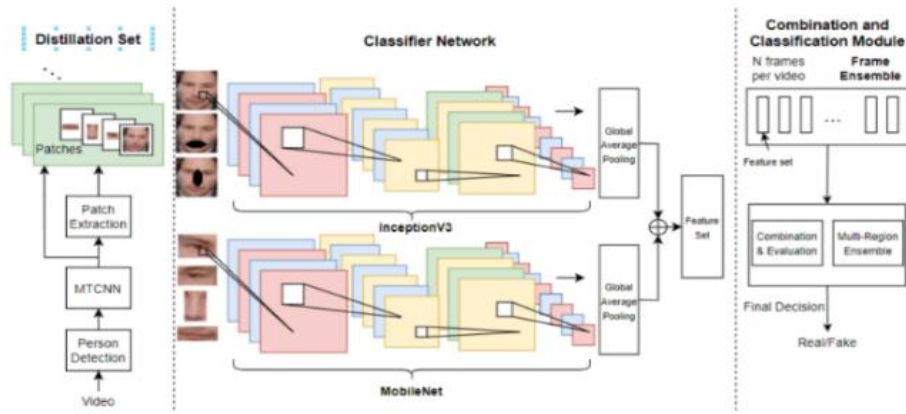 Distillation Set
Patches
Patch
Extraction
MTCNN
Person
Detection
Video
Classifier Network
InceptionV3
MobileNet
Global
Average
Pooling
Global
Average
Pooling
Feature
Set
Combination and
Classification Module
N frames
per video
Frame
Ensemble
...
Feature set
Combination
& Evaluation
Multi-Region
Ensemble
Final Decision
Real/Fake